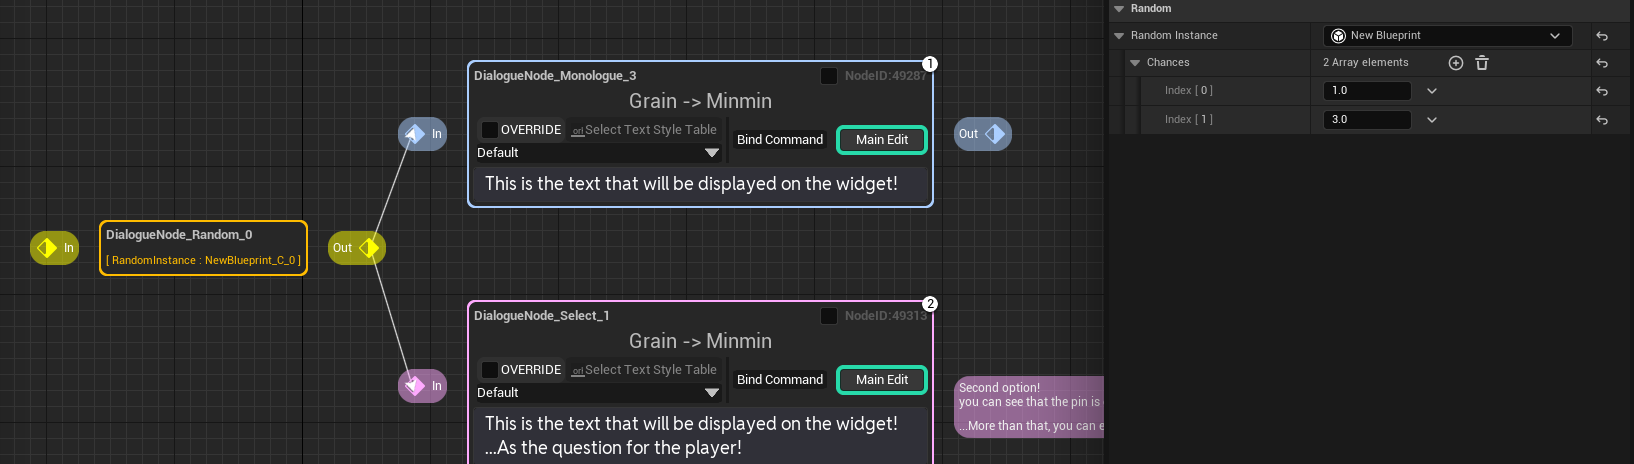 In
DialogueNode_Random_0
[ RandomInstance : NewBlueprint_C_0 ]
Out
DialogueNode_Monologue_3
NodeID:49287
1
Grain -> Minmin
In
OVERRIDE
Select Text Style Table
Default
Bind Command
Main Edit
This is the text that will be displayed on the widget!
Out
DialogueNode_Select_1
NodeID:49313
2
Grain -> Minmin
In
OVERRIDE
Select Text Style Table
Default
Bind Command
Main Edit
This is the text that will be displayed on the widget!
...As the question for the player!
Second option!
you can see that the pin is
...More than that, you can e
Random
Random Instance
New Blueprint
Chances
2 Array elements
Index [ 0 ]
1.0
Index [ 1 ]
3.0